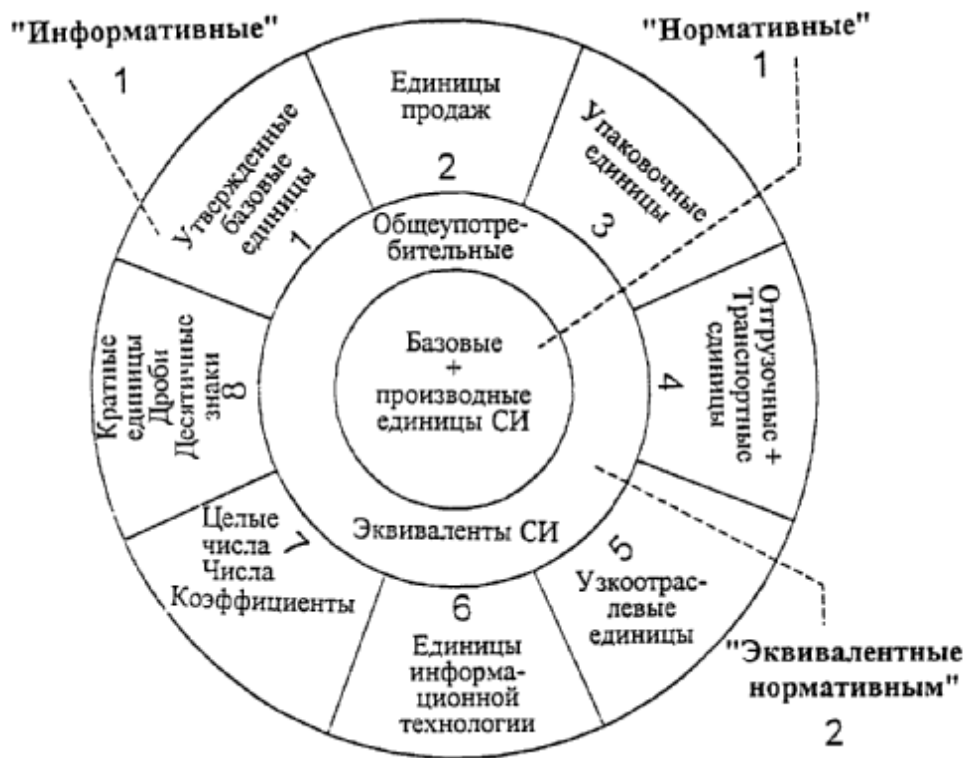 "Информативные"
1
"Нормативные"
1
Утвержденные
базовые
единицы
1
Единицы
продаж
2
Упаковочные
единицы
3
Отгрузочные +
Транспортные
единицы
4
Узкоотрас-
левые
единицы
5
Единицы
информа-
ционной
технологии
6
Целые
числа
Числа
Коэффициенты
7
Кратные
единицы
Дроби
Десятичные
знаки
8
Общеупотре-
бительные
Эквиваленты СИ
Базовые
+
производные
единицы СИ
"Эквивалентные
нормативным"
2